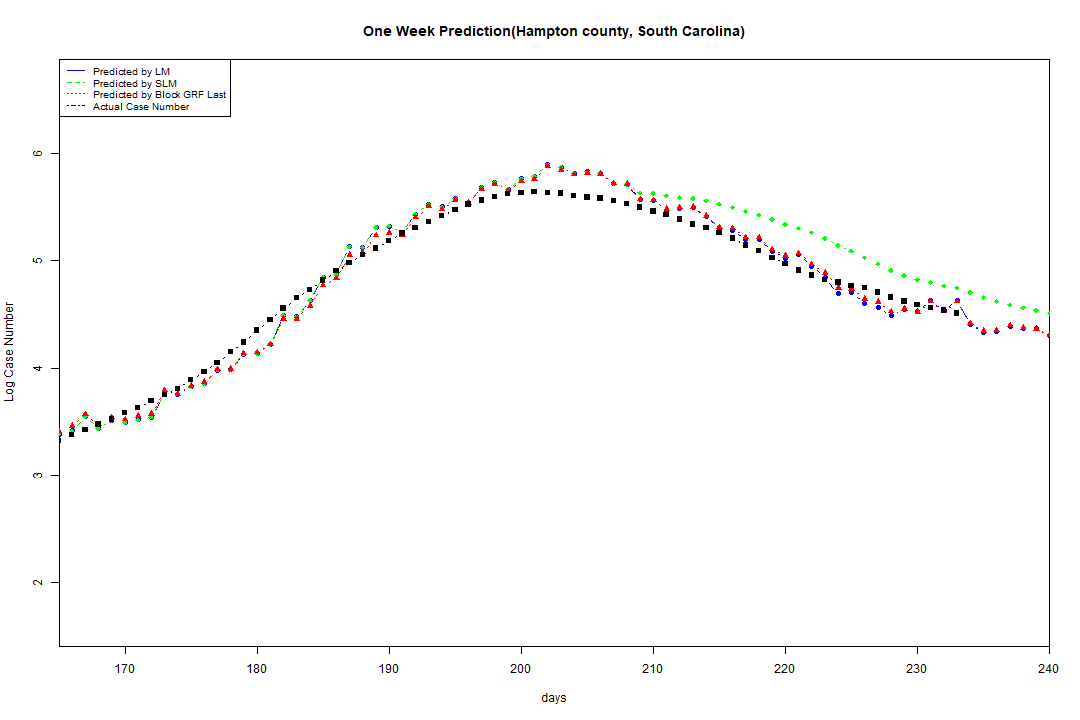 One Week Prediction(Hampton county, South Carolina)
Predicted by LM
Predicted by SLM
Predicted by Block GRF Last
Actual Case Number
6
5
4
3
2
Log Case Number
170 180 190 200 210 220 230 240
days